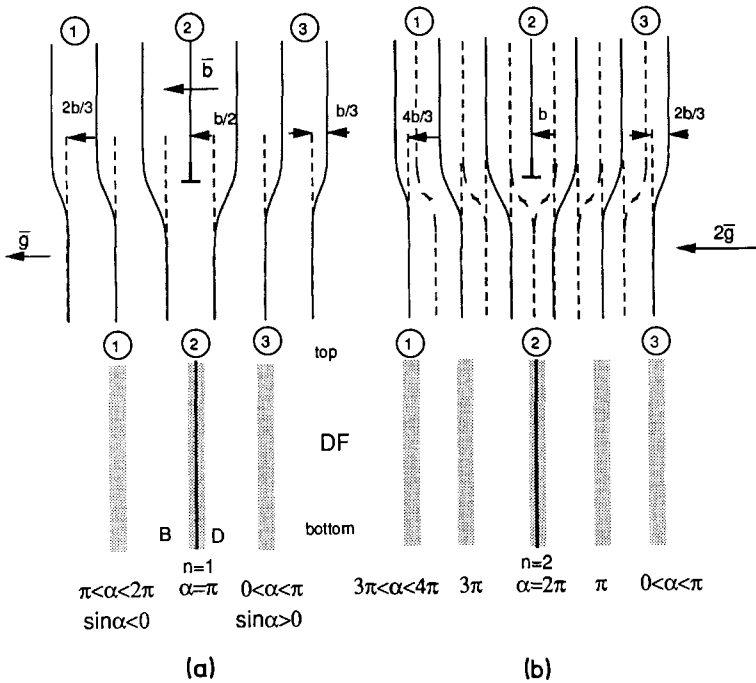 1 2 3 1 2 3
b̄
2b/3 b/2 b/3 4b/3 b 2b/3
ḡ 2ḡ
1 2 3 top 1 2 3
DF
B D bottom
n=1 n=2
π<α<2π α=π 0<α<π 3π<α<4π 3π α=2π π 0<α<π
sinα<0 sinα>0
(a) (b)